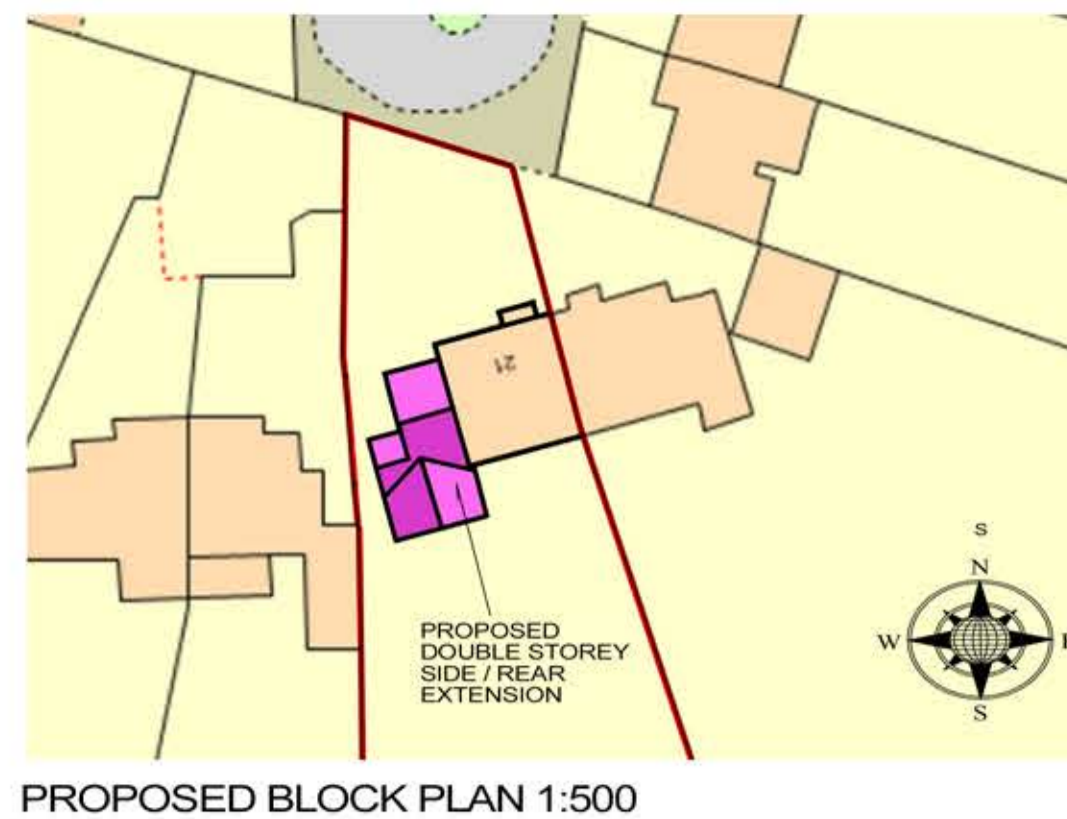 21
PROPOSED
DOUBLE STOREY
SIDE / REAR
EXTENSION
s
N
W
E
S
PROPOSED BLOCK PLAN 1:500